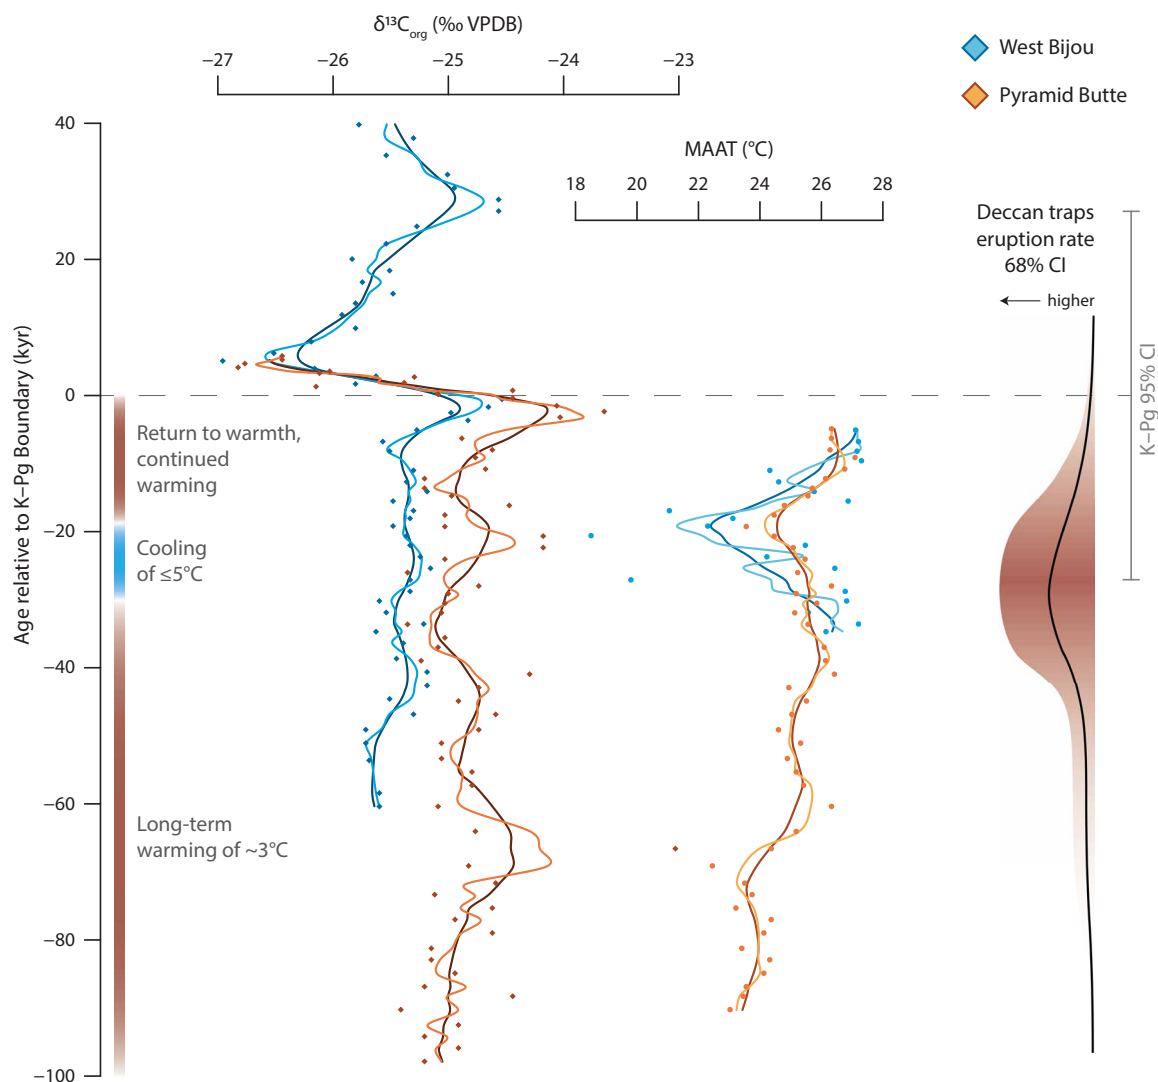 δ¹³C_org (‰ VPDB)
−27 −26 −25 −24 −23
West Bijou
Pyramid Butte
40
20
0
−20
−40
−60
−80
−100
Age relative to K–Pg Boundary (kyr)
MAAT (°C)
18 20 22 24 26 28
Deccan traps
eruption rate
68% CI
higher
K–Pg 95% CI
Return to warmth,
continued
warming
Cooling
of ≤5°C
Long-term
warming of ~3°C